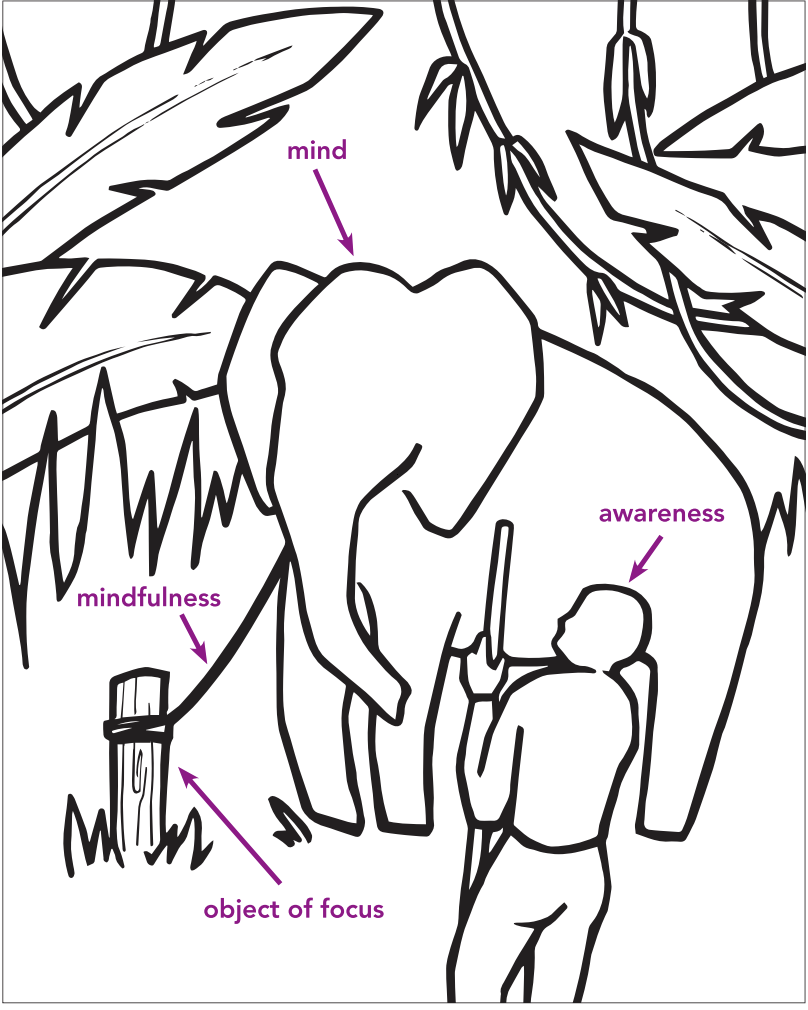 mind
awareness
mindfulness
object of focus